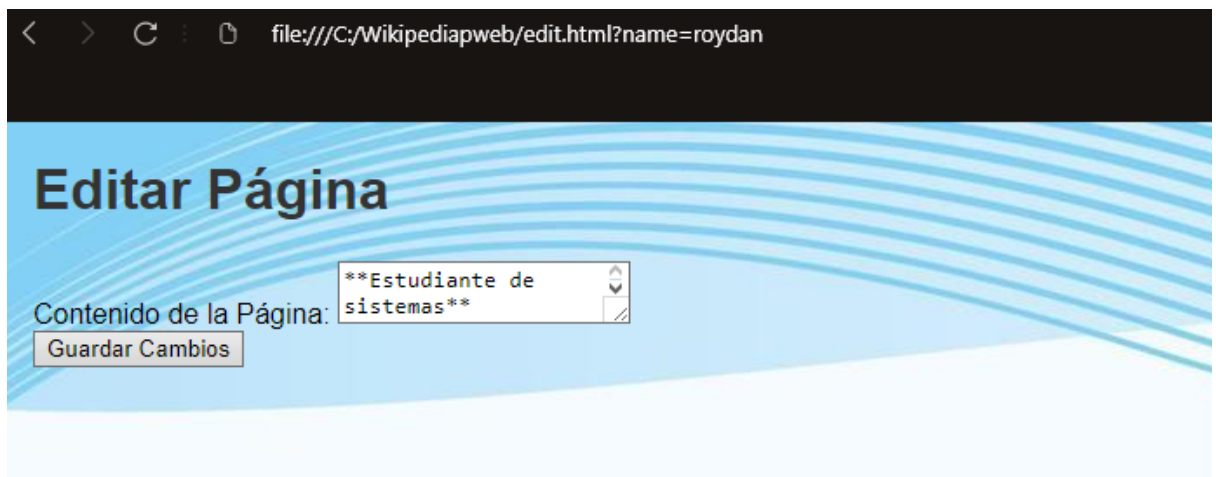 file:///C:/Wikipediapweb/edit.html?name=roydan
Editar Página
**Estudiante de
sistemas**
Contenido de la Página:
Guardar Cambios